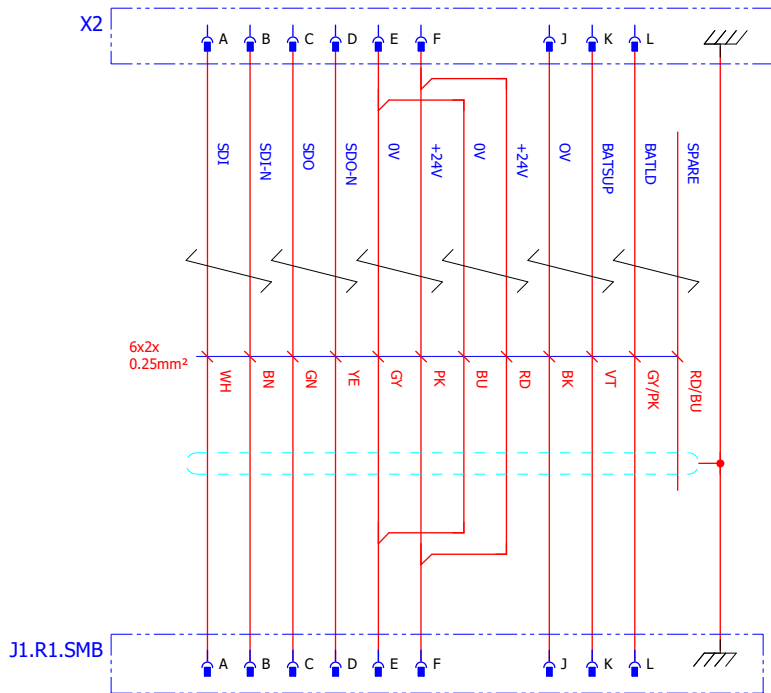 X2
A B C D E F J K L
SDI
SDI-N
SDO
SDO-N
0V
+24V
0V
+24V
OV
BATSUP
BATLD
SPARE
6x2x
0.25mm²
WH
BN
GN
YE
GY
PK
BU
RD
BK
VT
GY/PK
RD/BU
J1.R1.SMB
A B C D E F J K L